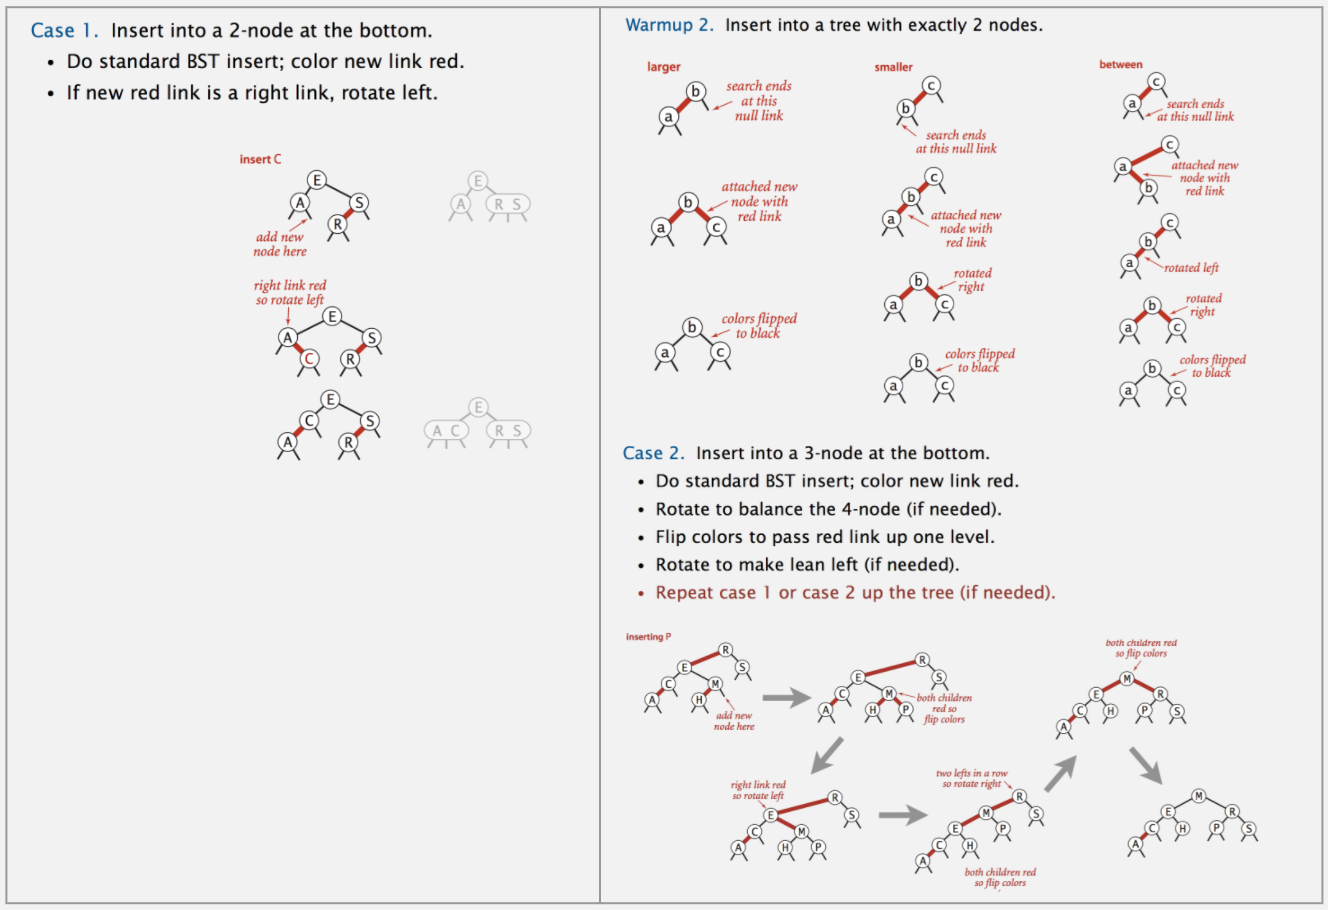 Case 1. Insert into a 2-node at the bottom.
• Do standard BST insert; color new link red.
• If new red link is a right link, rotate left.
insert C
E
A
S
R
add new
node here
E
A
R S
right link red
so rotate left
E
A
S
C
R
E
C
S
A
R
E
A C
R S
Warmup 2. Insert into a tree with exactly 2 nodes.
larger
b
a
search ends
at this
null link
b
a
c
attached new
node with
red link
b
a
c
colors flipped
to black
smaller
c
b
search ends
at this null link
c
b
a
attached new
node with
red link
b
a
c
rotated
right
b
a
c
colors flipped
to black
between
c
a
search ends
at this null link
c
a
b
attached new
node with
red link
c
b
a
rotated left
b
a
c
rotated
right
b
a
c
colors flipped
to black
Case 2. Insert into a 3-node at the bottom.
• Do standard BST insert; color new link red.
• Rotate to balance the 4-node (if needed).
• Flip colors to pass red link up one level.
• Rotate to make lean left (if needed).
• Repeat case 1 or case 2 up the tree (if needed).
inserting P
R
E
S
C
M
A
H
add new
node here
R
E
S
C
M
A
H
P
both children
red so
flip colors
right link red
so rotate left
R
E
S
C
M
A
H
P
two lefts in a row
so rotate right
R
M
S
E
P
C
H
A
both children red
so flip colors
both children red
so flip colors
M
E
R
C
H
P
S
A
M
E
R
C
H
P
S
A